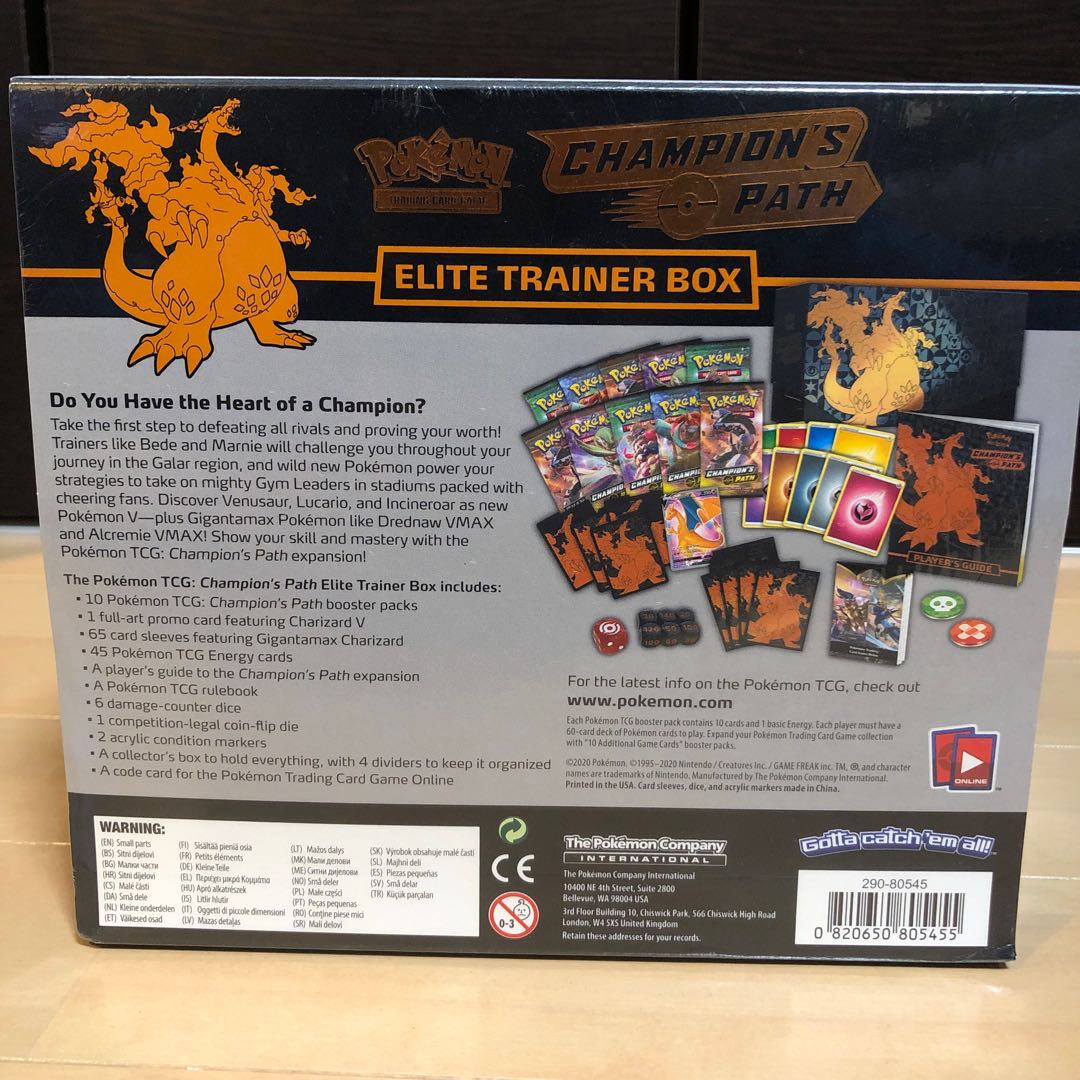 POKÉMON
TRADING CARD GAME
CHAMPION'S
PATH
ELITE TRAINER BOX
Do You Have the Heart of a Champion?
Take the first step to defeating all rivals and proving your worth!
Trainers like Bede and Marnie will challenge you throughout your
journey in the Galar region, and wild new Pokémon power your
strategies to take on mighty Gym Leaders in stadiums packed with
cheering fans. Discover Venusaur, Lucario, and Incineroar as new
Pokémon V—plus Gigantamax Pokémon like Drednaw VMAX
and Alcremie VMAX! Show your skill and mastery with the
Pokémon TCG: Champion's Path expansion!
The Pokémon TCG: Champion's Path Elite Trainer Box includes:
• 10 Pokémon TCG: Champion's Path booster packs
• 1 full-art promo card featuring Charizard V
• 65 card sleeves featuring Gigantamax Charizard
• 45 Pokémon TCG Energy cards
• A player's guide to the Champion's Path expansion
• A Pokémon TCG rulebook
• 6 damage-counter dice
• 1 competition-legal coin-flip die
• 2 acrylic condition markers
• A collector's box to hold everything, with 4 dividers to keep it organized
• A code card for the Pokémon Trading Card Game Online
POKÉMON
CHAMPION'S
PATH
CHAMPION'S
PATH
PLAYER'S GUIDE
For the latest info on the Pokémon TCG, check out
www.pokemon.com
Each Pokémon TCG booster pack contains 10 cards and 1 basic Energy. Each player must have a
60-card deck of Pokémon cards to play. Expand your Pokémon Trading Card Game collection
with "10 Additional Game Cards" booster packs.
©2020 Pokémon. ©1995–2020 Nintendo / Creatures Inc. / GAME FREAK inc. TM, ®, and character
names are trademarks of Nintendo. Manufactured by The Pokémon Company International.
Printed in the USA. Card sleeves, dice, and acrylic markers made in China.
ONLINE
WARNING:
(EN) Small parts
(BS) Sitni dijelovi
(BG) Малки части
(HR) Sitni dijelovi
(CS) Malé části
(DA) Små dele
(NL) Kleine onderdelen
(ET) Väikesed osad
(FI) Sisältää pieniä osia
(FR) Petits éléments
(DE) Kleine Teile
(EL) Περιέχει μικρά Κομμάτια
(HU) Apró alkatrészek
(IS) Litlir hlutir
(IT) Oggetti di piccole dimensioni
(LV) Mazas detaļas
(LT) Mažos dalys
(MK) Мали делови
(ME) Ситни дијелови
(NO) Små deler
(PL) Małe części
(PT) Peças pequenas
(RO) Conţine piese mici
(SR) Mali delovi
(SK) Výrobok obsahuje malé časti
(SL) Majhni deli
(ES) Piezas pequeñas
(SV) Små delar
(TR) Küçük parçaları
CE
0-3
The Pokémon Company
INTERNATIONAL
The Pokémon Company International
10400 NE 4th Street, Suite 2800
Bellevue, WA 98004 USA
3rd Floor Building 10, Chiswick Park, 566 Chiswick High Road
London, W4 5XS United Kingdom
Retain these addresses for your records.
Gotta catch 'em all!
290-80545
0 820650 805455